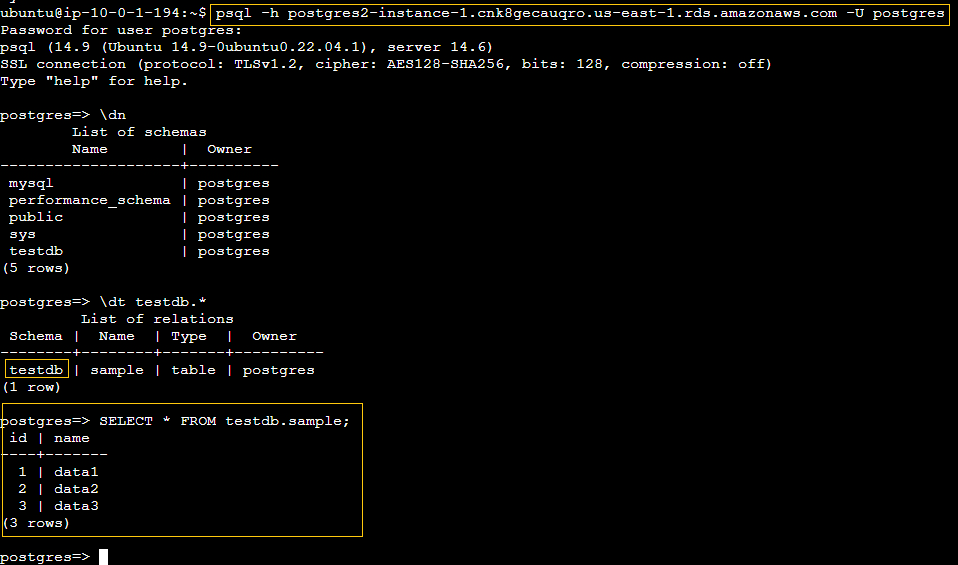 ubuntu@ip-10-0-1-194:~$ psql -h postgres2-instance-1.cnk8gecauqro.us-east-1.rds.amazonaws.com -U postgres
Password for user postgres:
psql (14.9 (Ubuntu 14.9-0ubuntu0.22.04.1), server 14.6)
SSL connection (protocol: TLSv1.2, cipher: AES128-SHA256, bits: 128, compression: off)
Type "help" for help.

postgres=> \dn
        List of schemas
        Name        |  Owner
--------------------+----------
 mysql              | postgres
 performance_schema | postgres
 public             | postgres
 sys                | postgres
 testdb             | postgres
(5 rows)

postgres=> \dt testdb.*
         List of relations
 Schema |  Name  | Type  |  Owner
--------+--------+-------+----------
 testdb | sample | table | postgres
(1 row)

postgres=> SELECT * FROM testdb.sample;
 id | name
----+-------
  1 | data1
  2 | data2
  3 | data3
(3 rows)

postgres=>